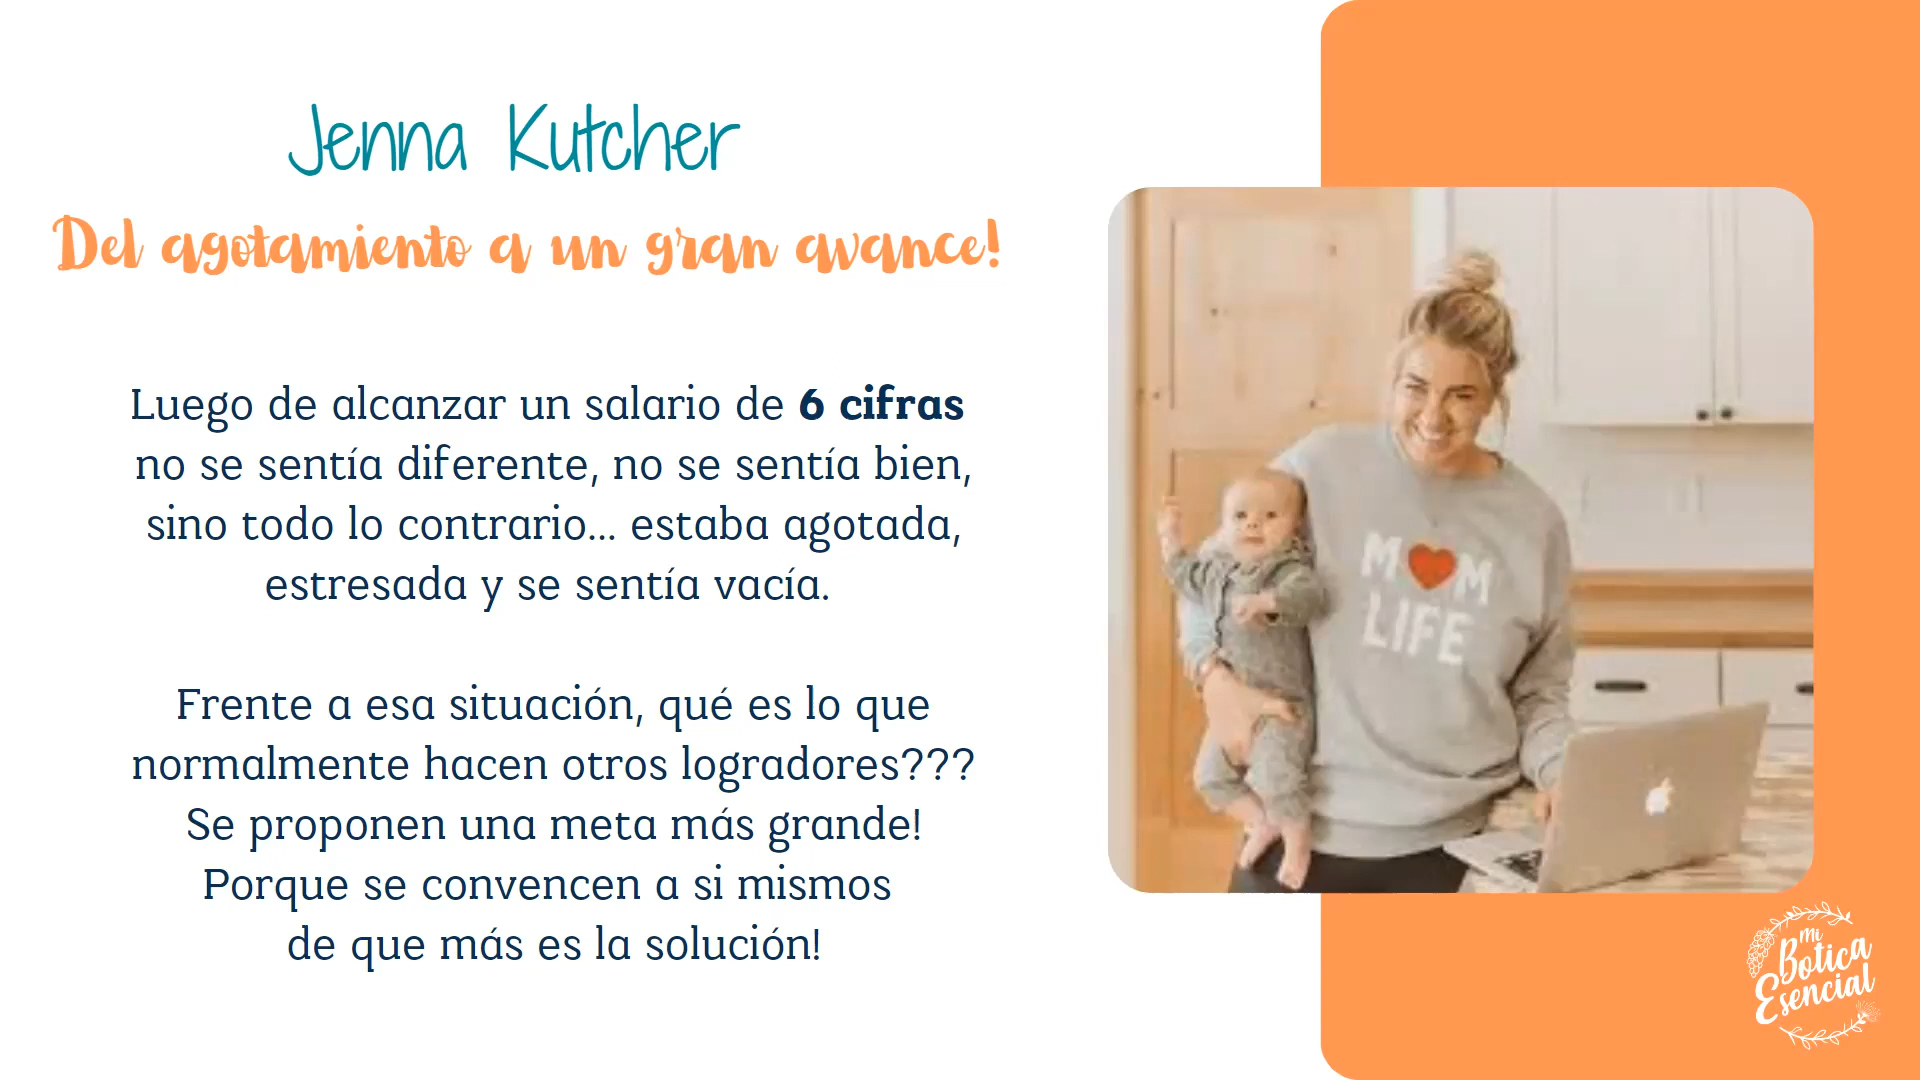 Jenna Kutcher
Del agotamiento a un gran avance!
Luego de alcanzar un salario de 6 cifras
no se sentía diferente, no se sentía bien,
sino todo lo contrario... estaba agotada,
estresada y se sentía vacía.
Frente a esa situación, qué es lo que
normalmente hacen otros logradores???
Se proponen una meta más grande!
Porque se convencen a si mismos
de que más es la solución!
M M
LIFE
Mi
Botica
Esencial